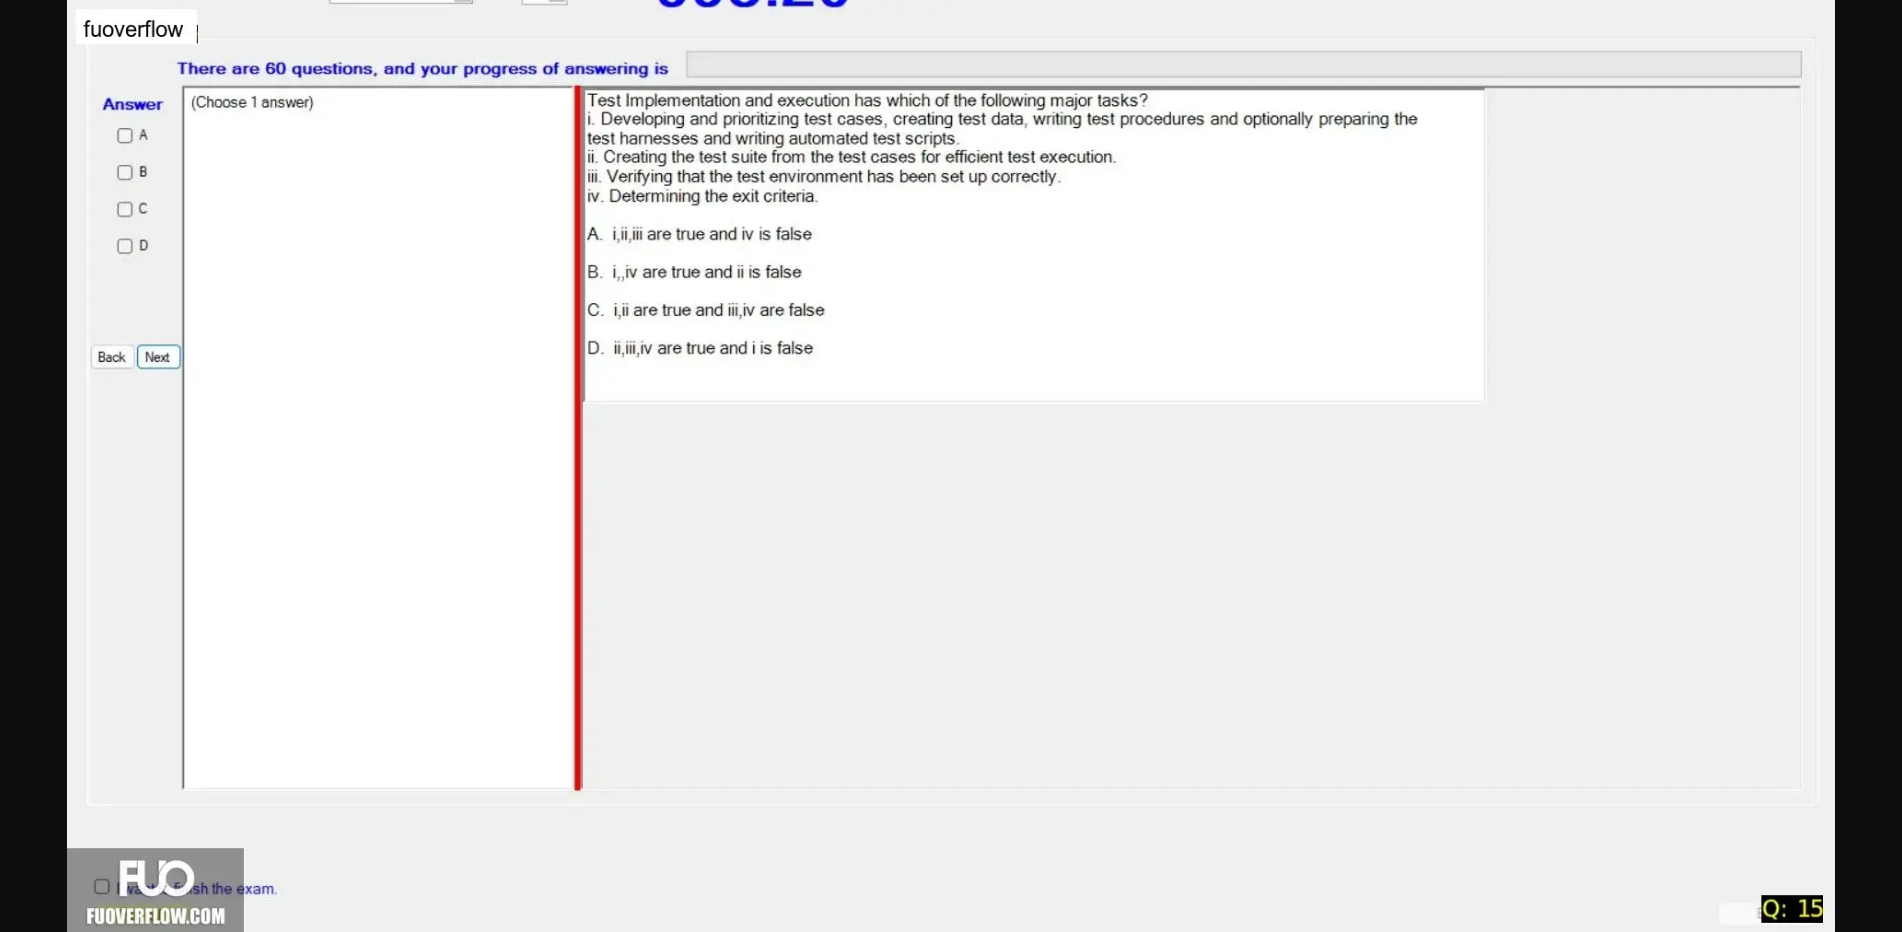 fuoverflow
There are 60 questions, and your progress of answering is
Answer
(Choose 1 answer)
A
B
C
D
Back
Next
Test Implementation and execution has which of the following major tasks?
i. Developing and prioritizing test cases, creating test data, writing test procedures and optionally preparing the
test harnesses and writing automated test scripts.
ii. Creating the test suite from the test cases for efficient test execution.
iii. Verifying that the test environment has been set up correctly.
iv. Determining the exit criteria.
A. i,ii,iii are true and iv is false
B. i,,iv are true and ii is false
C. i,ii are true and iii,iv are false
D. ii,iii,iv are true and i is false
FUO
the exam.
FUOVERFLOW.COM
Q: 15